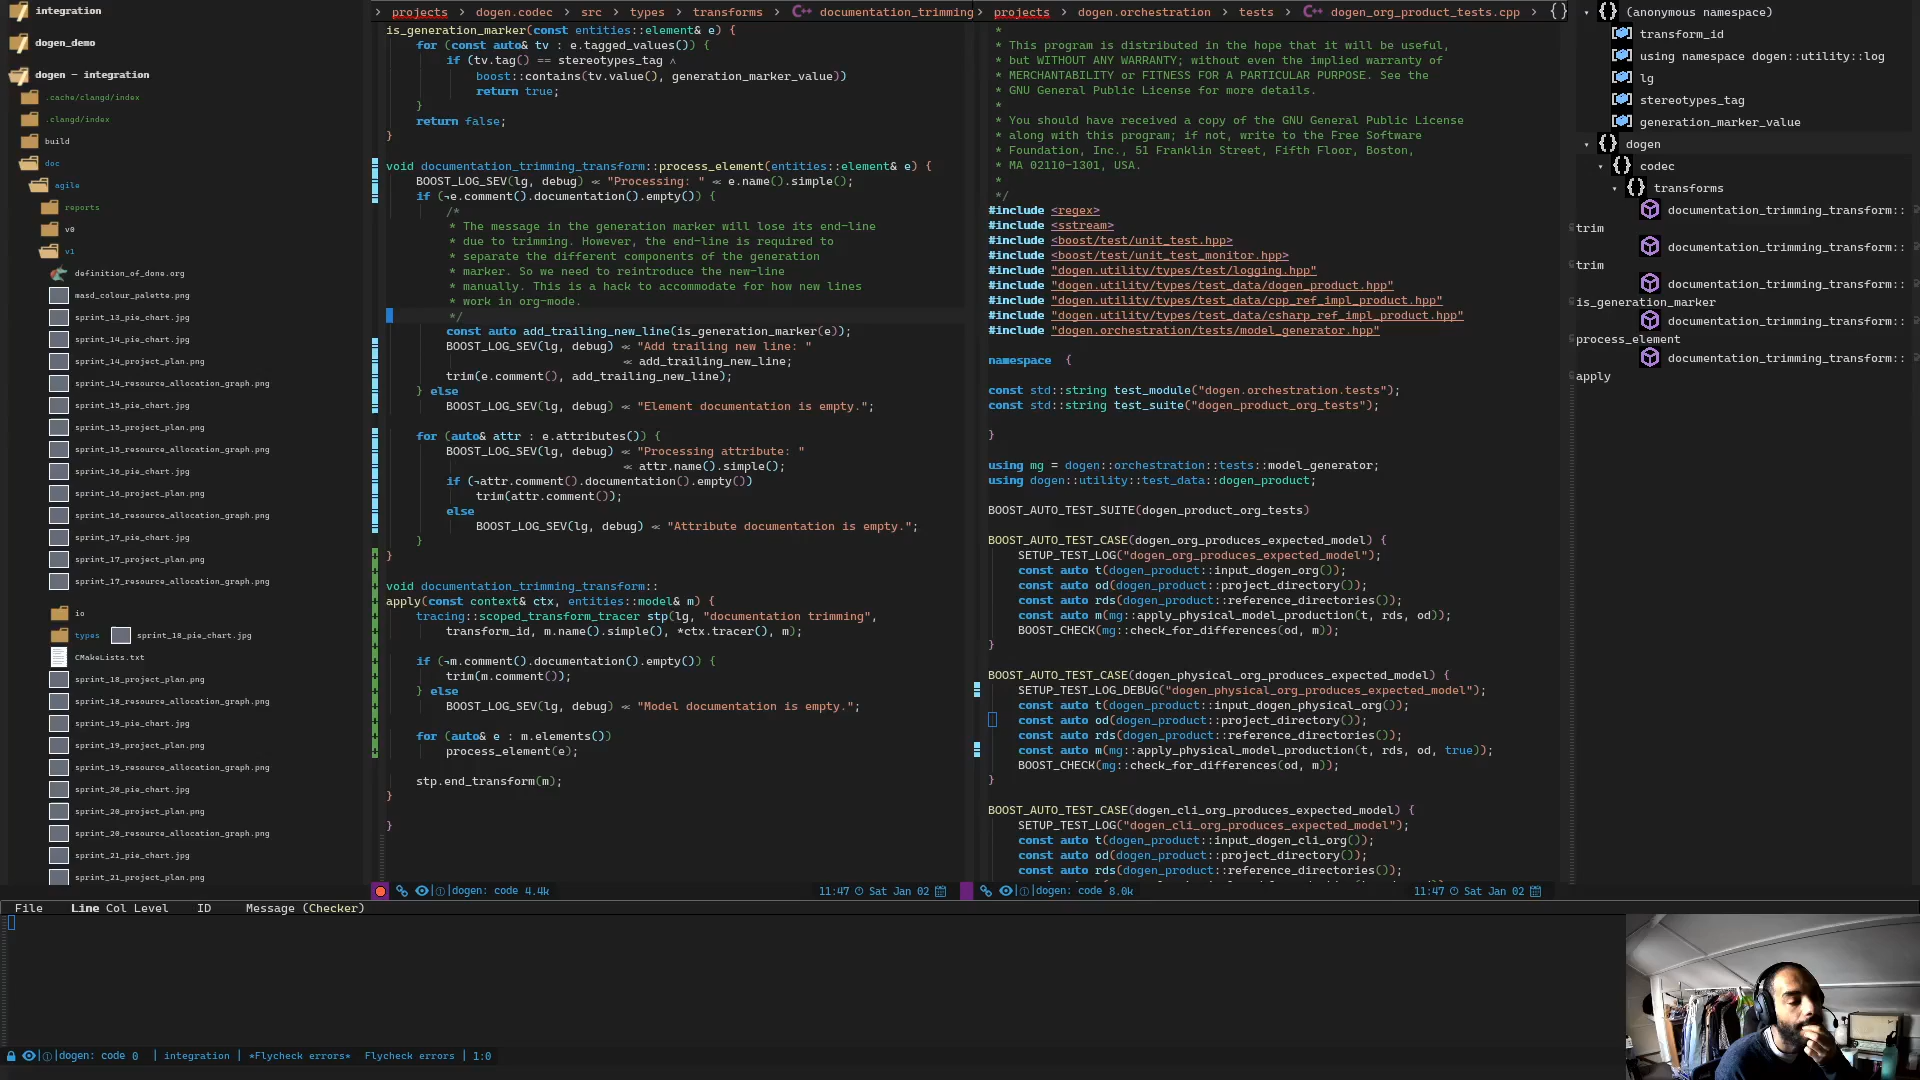 integration
dogen_demo
dogen – integration
.cache/clangd/index
.clangd/index
build
doc
agile
reports
v0
v1
definition_of_done.org
masd_colour_palette.png
sprint_13_pie_chart.jpg
sprint_14_pie_chart.jpg
sprint_14_project_plan.png
sprint_14_resource_allocation_graph.png
sprint_15_pie_chart.jpg
sprint_15_project_plan.png
sprint_15_resource_allocation_graph.png
sprint_16_pie_chart.jpg
sprint_16_project_plan.png
sprint_16_resource_allocation_graph.png
sprint_17_pie_chart.jpg
sprint_17_project_plan.png
sprint_17_resource_allocation_graph.png
io
types sprint_18_pie_chart.jpg
CMakeLists.txt
sprint_18_project_plan.png
sprint_18_resource_allocation_graph.png
sprint_19_pie_chart.jpg
sprint_19_project_plan.png
sprint_19_resource_allocation_graph.png
sprint_20_pie_chart.jpg
sprint_20_project_plan.png
sprint_20_resource_allocation_graph.png
sprint_21_pie_chart.jpg
sprint_21_project_plan.png
> projects > dogen.codec > src > types > transforms > C++ documentation_trimming
is_generation_marker(const entities::element& e) {
for (const auto& tv : e.tagged_values()) {
if (tv.tag() == stereotypes_tag ∧
boost::contains(tv.value(), generation_marker_value))
return true;
}
return false;
}
void documentation_trimming_transform::process_element(entities::element& e) {
BOOST_LOG_SEV(lg, debug) ≪ "Processing: " ≪ e.name().simple();
if (¬e.comment().documentation().empty()) {
/*
* The message in the generation marker will lose its end-line
* due to trimming. However, the end-line is required to
* separate the different components of the generation
* marker. So we need to reintroduce the new-line
* manually. This is a hack to accommodate for how new lines
* work in org-mode.
*/
const auto add_trailing_new_line(is_generation_marker(e));
BOOST_LOG_SEV(lg, debug) ≪ "Add trailing new line: "
≪ add_trailing_new_line;
trim(e.comment(), add_trailing_new_line);
} else
BOOST_LOG_SEV(lg, debug) ≪ "Element documentation is empty.";
for (auto& attr : e.attributes()) {
BOOST_LOG_SEV(lg, debug) ≪ "Processing attribute: "
≪ attr.name().simple();
if (¬attr.comment().documentation().empty())
trim(attr.comment());
else
BOOST_LOG_SEV(lg, debug) ≪ "Attribute documentation is empty.";
}
}
void documentation_trimming_transform::
apply(const context& ctx, entities::model& m) {
tracing::scoped_transform_tracer stp(lg, "documentation trimming",
transform_id, m.name().simple(), *ctx.tracer(), m);
if (¬m.comment().documentation().empty()) {
trim(m.comment());
} else
BOOST_LOG_SEV(lg, debug) ≪ "Model documentation is empty.";
for (auto& e : m.elements())
process_element(e);
stp.end_transform(m);
}
}
dogen: code 4.4k 11:47 Sat Jan 02
> projects > dogen.orchestration > tests > C++ dogen_org_product_tests.cpp > {}
*
* This program is distributed in the hope that it will be useful,
* but WITHOUT ANY WARRANTY; without even the implied warranty of
* MERCHANTABILITY or FITNESS FOR A PARTICULAR PURPOSE. See the
* GNU General Public License for more details.
*
* You should have received a copy of the GNU General Public License
* along with this program; if not, write to the Free Software
* Foundation, Inc., 51 Franklin Street, Fifth Floor, Boston,
* MA 02110-1301, USA.
*
*/
#include <regex>
#include <sstream>
#include <boost/test/unit_test.hpp>
#include <boost/test/unit_test_monitor.hpp>
#include "dogen.utility/types/test/logging.hpp"
#include "dogen.utility/types/test_data/dogen_product.hpp"
#include "dogen.utility/types/test_data/cpp_ref_impl_product.hpp"
#include "dogen.utility/types/test_data/csharp_ref_impl_product.hpp"
#include "dogen.orchestration/tests/model_generator.hpp"
namespace {
const std::string test_module("dogen.orchestration.tests");
const std::string test_suite("dogen_product_org_tests");
}
using mg = dogen::orchestration::tests::model_generator;
using dogen::utility::test_data::dogen_product;
BOOST_AUTO_TEST_SUITE(dogen_product_org_tests)
BOOST_AUTO_TEST_CASE(dogen_org_produces_expected_model) {
SETUP_TEST_LOG("dogen_org_produces_expected_model");
const auto t(dogen_product::input_dogen_org());
const auto od(dogen_product::project_directory());
const auto rds(dogen_product::reference_directories());
const auto m(mg::apply_model_production(t, rds, od));
BOOST_CHECK(mg::check_for_differences(od, m));
}
BOOST_AUTO_TEST_CASE(dogen_physical_org_produces_expected_model) {
SETUP_TEST_LOG_DEBUG("dogen_physical_org_produces_expected_model");
const auto t(dogen_product::input_dogen_physical_org());
const auto od(dogen_product::project_directory());
const auto rds(dogen_product::reference_directories());
const auto m(mg::apply_physical_model_production(t, rds, od, true));
BOOST_CHECK(mg::check_for_differences(od, m));
}
BOOST_AUTO_TEST_CASE(dogen_cli_org_produces_expected_model) {
SETUP_TEST_LOG("dogen_cli_org_produces_expected_model");
const auto t(dogen_product::input_dogen_cli_org());
const auto od(dogen_product::project_directory());
const auto rds(dogen_product::reference_directories());
dogen: code 8.0k 11:47 Sat Jan 02
{} (anonymous namespace)
transform_id
using namespace dogen::utility::log
lg
stereotypes_tag
generation_marker_value
{} dogen
{} codec
{} transforms
documentation_trimming_transform::
trim
documentation_trimming_transform::
trim
documentation_trimming_transform::
is_generation_marker
documentation_trimming_transform::
process_element
documentation_trimming_transform::
apply
File Line Col Level ID Message (Checker)
dogen: code 0 | integration | *Flycheck errors* Flycheck errors | 1:0